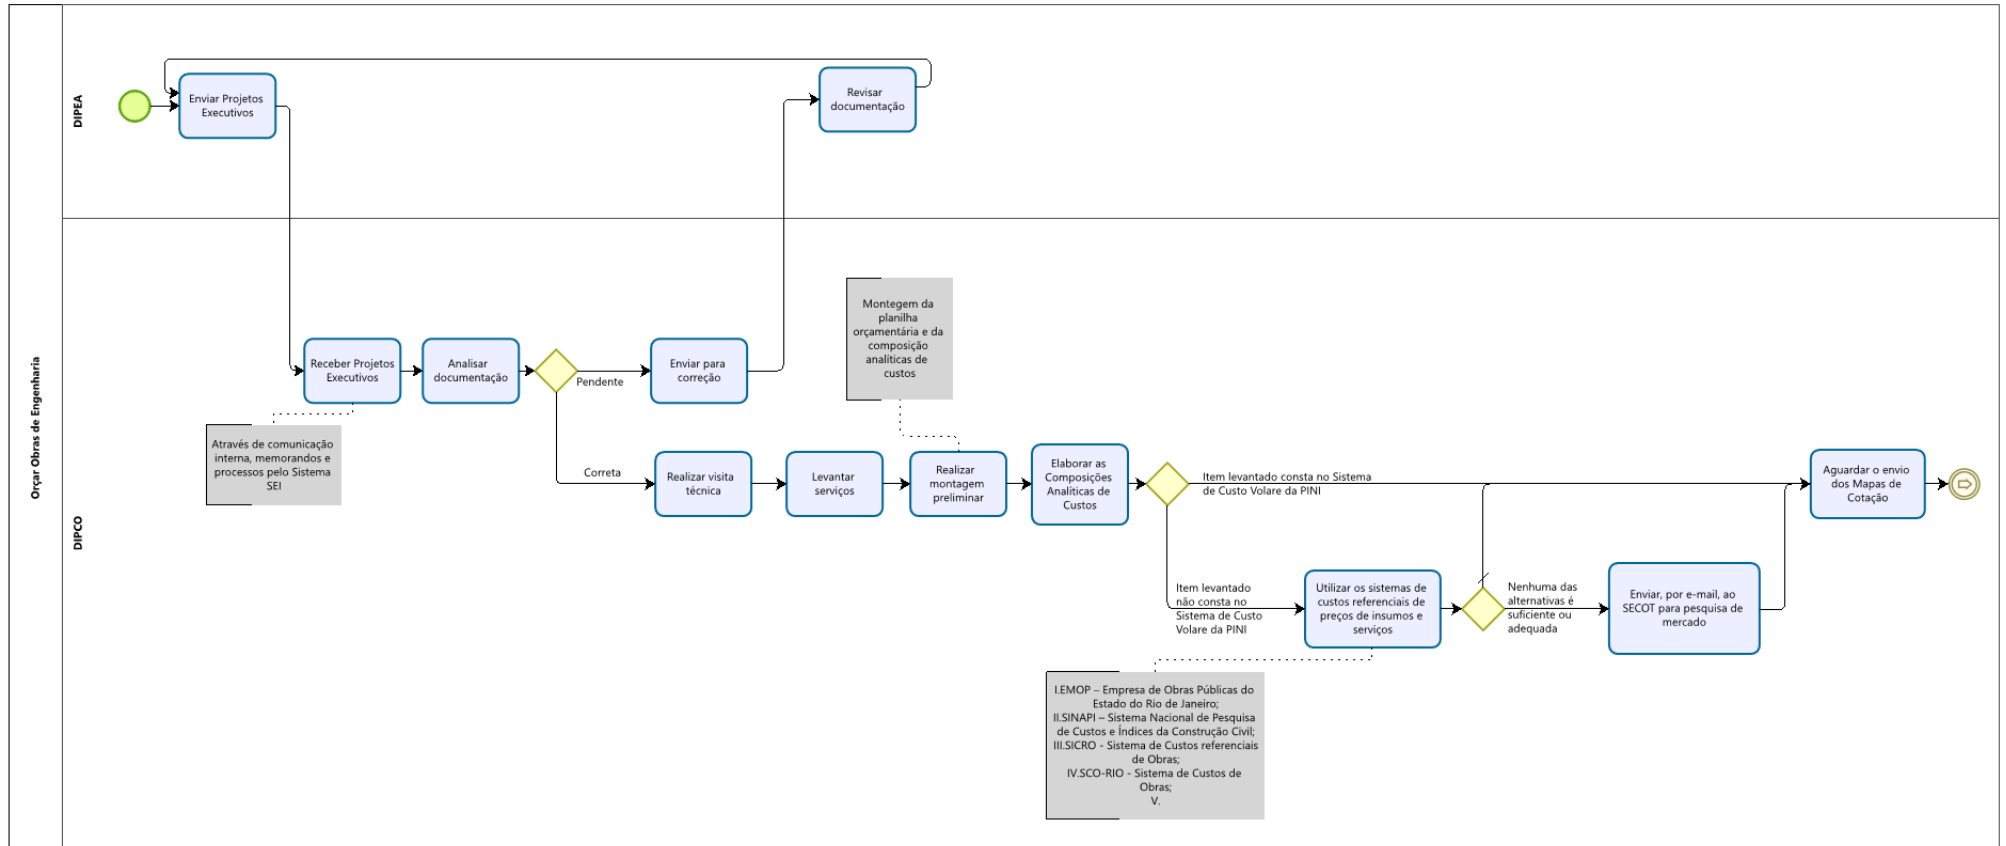 Orçar Obras de Engenharia
DIPEA
Enviar Projetos
Executivos
Revisar
documentação
DIPCO
Receber Projetos
Executivos
Através de comunicação
interna, memorandos e
processos pelo Sistema
SEI
Analisar
documentação
Pendente
Enviar para
correção
Correta
Realizar visita
técnica
Levantar
serviços
Montegem da
planilha
orçamentária e da
composição
analíticas de
custos
Realizar
montagem
preliminar
Elaborar as
Composições
Analíticas de
Custos
Item levantado consta no Sistema
de Custo Volare da PINI
Item levantado
não consta no
Sistema de Custo
Volare da PINI
Utilizar os sistemas de
custos referenciais de
preços de insumos e
serviços
I.EMOP – Empresa de Obras Públicas do
Estado do Rio de Janeiro;
II.SINAPI – Sistema Nacional de Pesquisa
de Custos e Índices da Construção Civil;
III.SICRO - Sistema de Custos referenciais
de Obras;
IV.SCO-RIO - Sistema de Custos de
Obras;
V.
Nenhuma das
alternativas é
suficiente ou
adequada
Enviar, por e-mail, ao
SECOT para pesquisa de
mercado
Aguardar o envio
dos Mapas de
Cotação